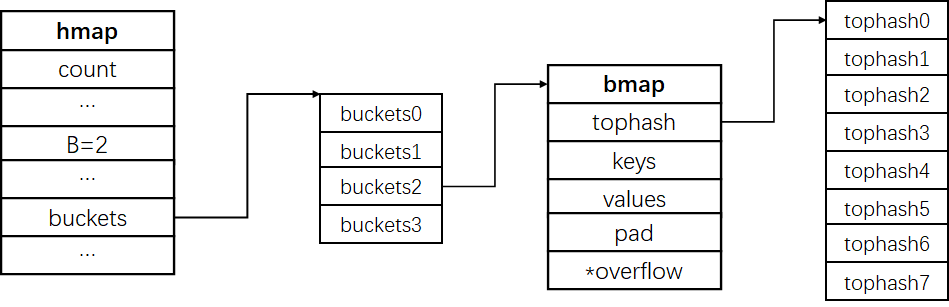 hmap
count
...
B=2
...
buckets
...
buckets0
buckets1
buckets2
buckets3
bmap
tophash
keys
values
pad
*overflow
tophash0
tophash1
tophash2
tophash3
tophash4
tophash5
tophash6
tophash7